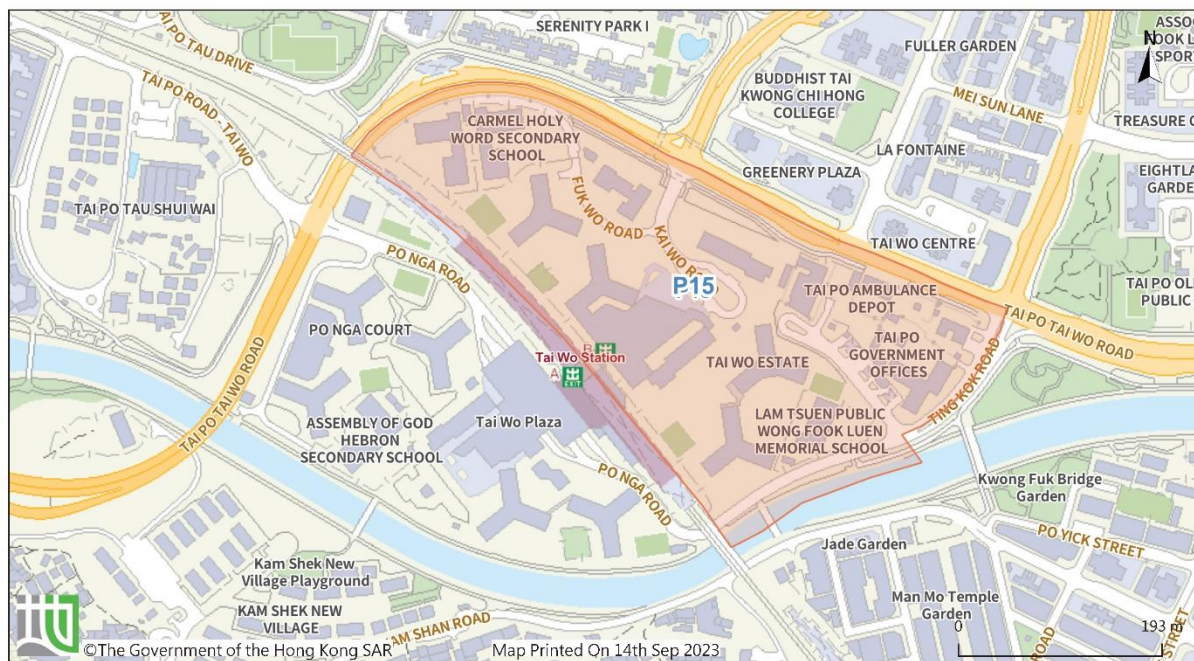 SERENITY PARK I
TAI PO TAU DRIVE
TAI PO ROAD - TAI WO
FULLER GARDEN
N
BUDDHIST TAI
KWONG CHI HONG
COLLEGE
MEI SUN LANE
TREASURE
CARMEL HOLY
WORD SECONDARY
SCHOOL
LA FONTAINE
GREENERY PLAZA
TAI PO TAU SHUI WAI
FUK WO ROAD
KAI WO
TAI WO CENTRE
PO NGA ROAD
P15
TAI PO AMBULANCE
DEPOT
PO NGA COURT
TAI PO TAI WO ROAD
TAI PO
GOVERNMENT
OFFICES
TAI WO ESTATE
TING KOK ROAD
B
Tai Wo Station
A
EXIT
TAI PO TAI WO ROAD
ASSEMBLY OF GOD
HEBRON
SECONDARY SCHOOL
Tai Wo Plaza
LAM TSUEN PUBLIC
WONG FOOK LUEN
MEMORIAL SCHOOL
PO NGA ROAD
Kwong Fuk Bridge
Garden
PO YICK STREET
Jade Garden
Kam Shek New
Village Playground
KAM SHEK NEW
VILLAGE
KAM SHAN ROAD
Man Mo Temple
Garden
ROAD
STREET
0 193 m
©The Government of the Hong Kong SAR Map Printed On 14th Sep 2023